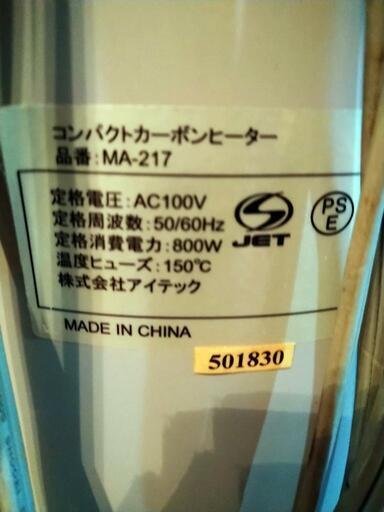 コンパクトカーボンヒーター
品番:MA-217
定格電圧:AC100V
定格周波数:50/60Hz
定格消費電力:800W
温度ヒューズ:150℃
株式会社アイテック
JET
PS
E
MADE IN CHINA
501830